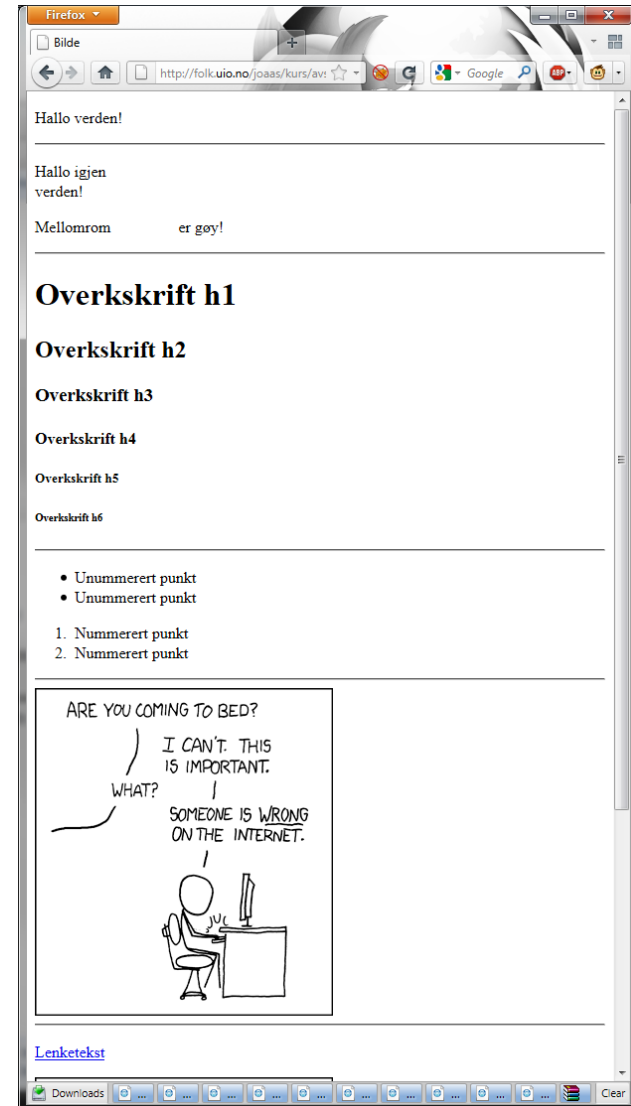 Firefox
Bilde
http://folk.uio.no/joaas/kurs/av
Google
ABP
Hallo verden!
Hallo igjen
verden!
Mellomrom er gøy!
Overkskrift h1
Overkskrift h2
Overkskrift h3
Overkskrift h4
Overkskrift h5
Overkskrift h6
• Unummerert punkt
• Unummerert punkt
1. Nummerert punkt
2. Nummerert punkt
ARE YOU COMING TO BED?
I CAN'T. THIS
IS IMPORTANT.
WHAT?
SOMEONE IS WRONG
ON THE INTERNET.
Lenketekst
Downloads ... ... ... ... ... ... ... ... ... ... Clear